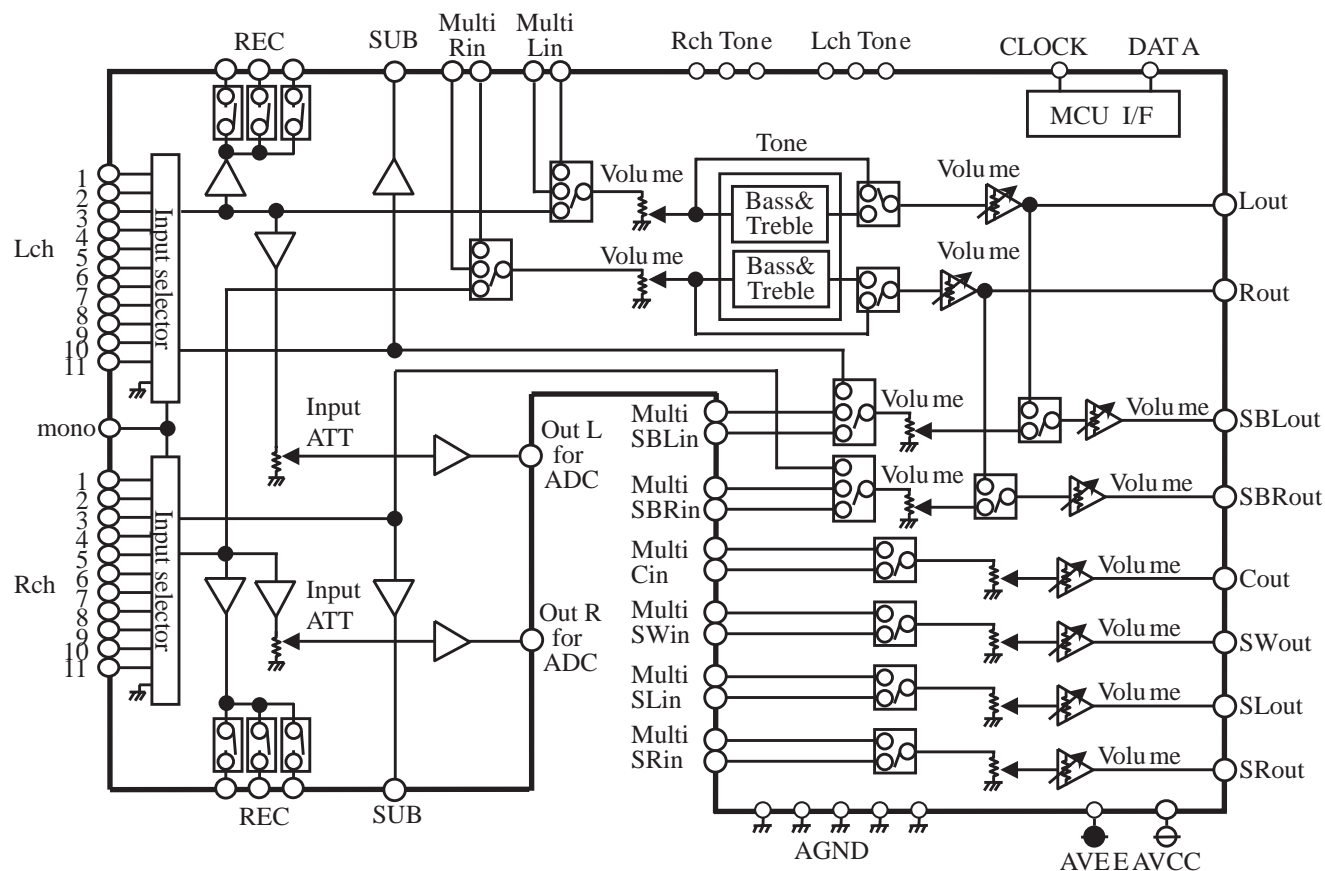 REC
SUB
Multi
Rin
Multi
Lin
Rch Tone
Lch Tone
CLOCK
DATA
MCU I/F
Tone
Volume
Bass&
Treble
Volume
Lout
Volume
Bass&
Treble
Volume
Rout
Lch
1
2
3
4
5
6
7
8
9
10
11
Input selector
mono
Input
ATT
Out L
for
ADC
Multi
SBLin
Volume
Volume
SBLout
Multi
SBRin
Volume
Volume
SBRout
Rch
1
2
3
4
5
6
7
8
9
10
11
Input selector
Input
ATT
Out R
for
ADC
Multi
Cin
Volume
Cout
Multi
SWin
Volume
SWout
Multi
SLin
Volume
SLout
Multi
SRin
Volume
SRout
REC
SUB
AGND
AVEE
AVCC